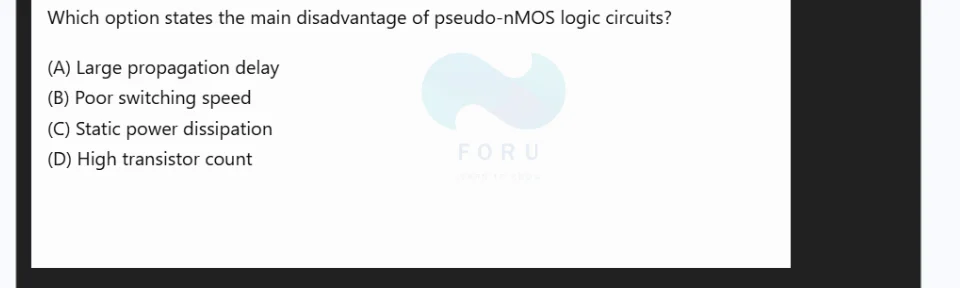 Which option states the main disadvantage of pseudo-nMOS logic circuits?
(A) Large propagation delay
(B) Poor switching speed
(C) Static power dissipation
(D) High transistor count
FORU